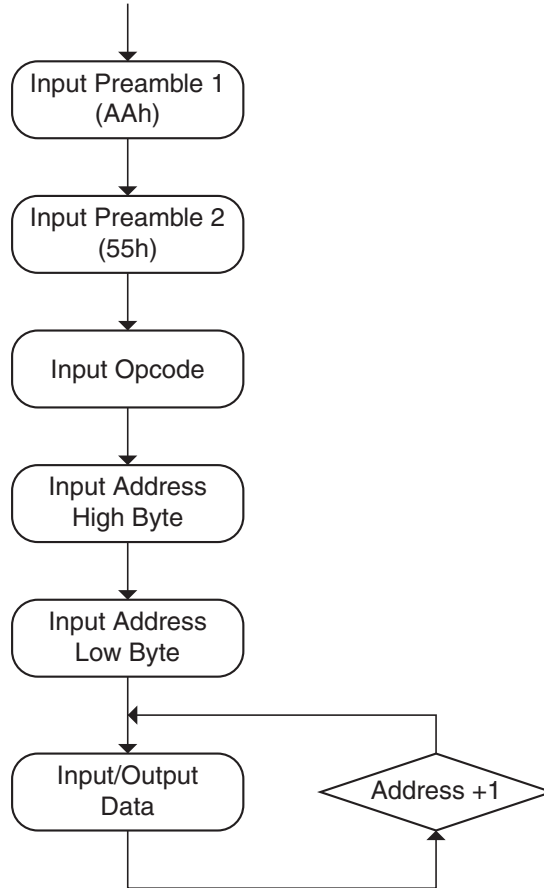 Input Preamble 1
(AAh)
Input Preamble 2
(55h)
Input Opcode
Input Address
High Byte
Input Address
Low Byte
Input/Output
Data
Address +1